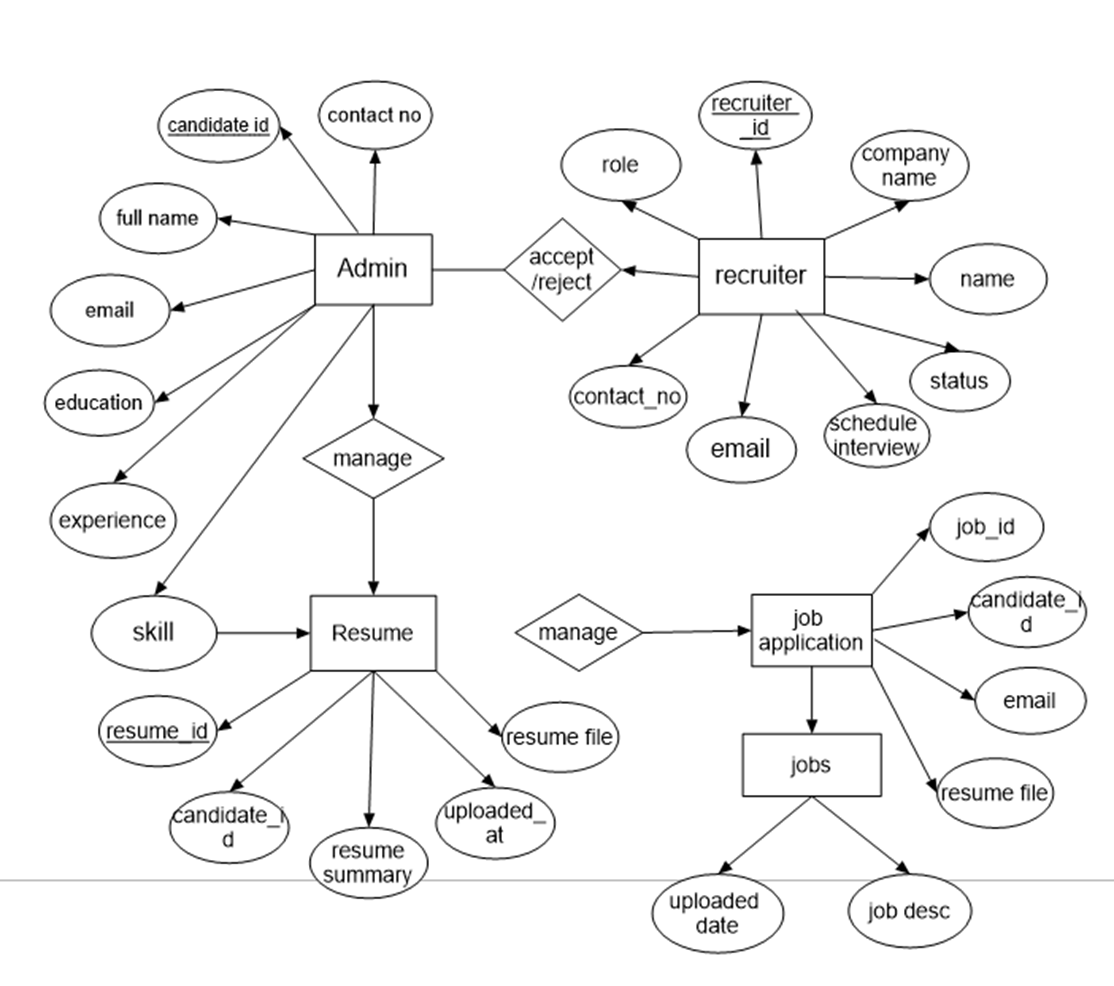 candidate id
contact no
recruiter
_id
role
company
name
full name
Admin
accept
/reject
recruiter
name
email
education
contact_no
status
schedule
interview
email
manage
experience
job_id
candidate_i
d
skill
Resume
manage
job
application
email
resume_id
resume file
jobs
resume file
candidate_i
d
uploaded_
at
resume
summary
uploaded
date
job desc